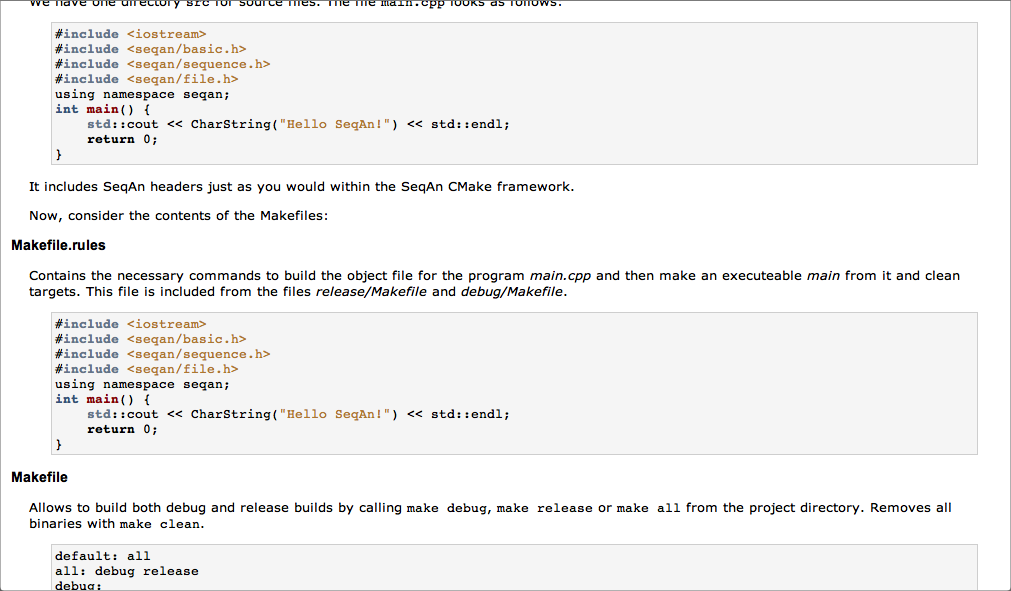 We have one directory src for source files. The file main.cpp looks as follows:
#include <iostream>
#include <seqan/basic.h>
#include <seqan/sequence.h>
#include <seqan/file.h>
using namespace seqan;
int main() {
    std::cout << CharString("Hello SeqAn!") << std::endl;
    return 0;
}
It includes SeqAn headers just as you would within the SeqAn CMake framework.
Now, consider the contents of the Makefiles:
Makefile.rules
Contains the necessary commands to build the object file for the program main.cpp and then make an executeable main from it and clean
targets. This file is included from the files release/Makefile and debug/Makefile.
#include <iostream>
#include <seqan/basic.h>
#include <seqan/sequence.h>
#include <seqan/file.h>
using namespace seqan;
int main() {
    std::cout << CharString("Hello SeqAn!") << std::endl;
    return 0;
}
Makefile
Allows to build both debug and release builds by calling make debug, make release or make all from the project directory. Removes all
binaries with make clean.
default: all
all: debug release
debug: